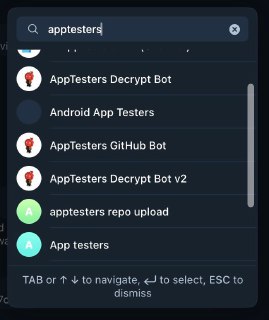 apptesters
AppTesters Decrypt Bot
Android App Testers
AppTesters GitHub Bot
AppTesters Decrypt Bot v2
A apptesters repo upload
A App testers
TAB or ↑ ↓ to navigate, ↵ to select, ESC to
dismiss